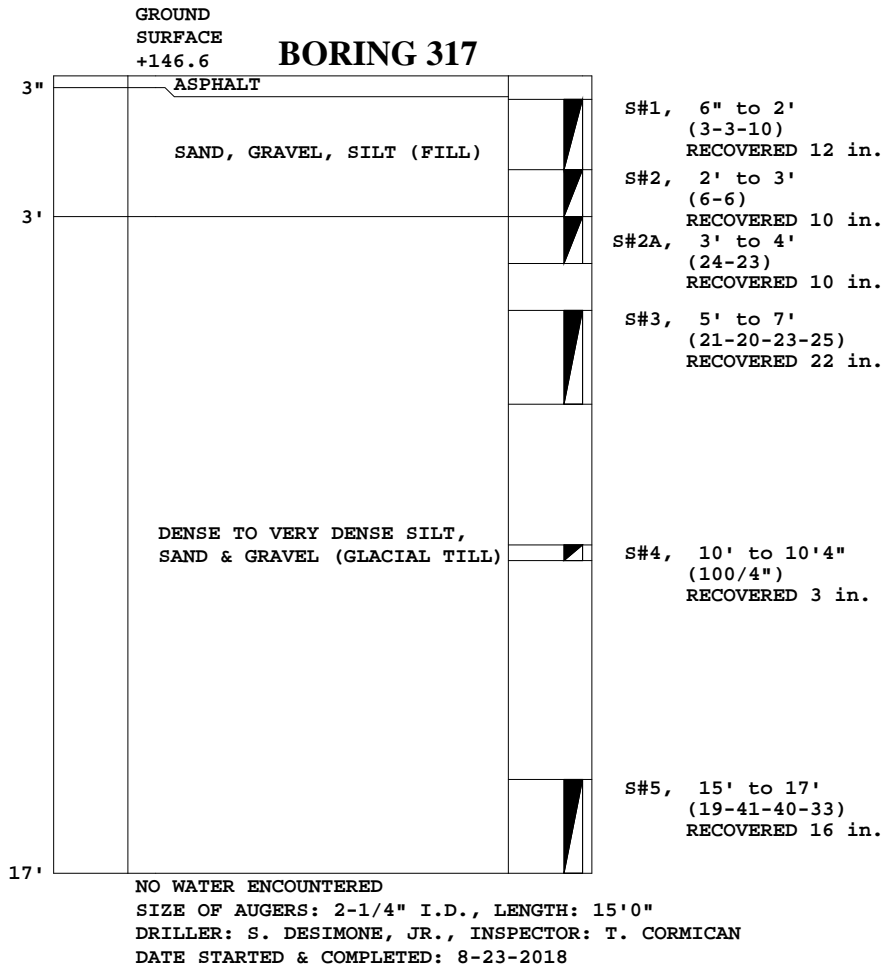 GROUND
SURFACE
+146.6
BORING 317
3"
ASPHALT
S#1, 6" to 2'
(3-3-10)
RECOVERED 12 in.
SAND, GRAVEL, SILT (FILL)
S#2, 2' to 3'
(6-6)
RECOVERED 10 in.
3'
S#2A, 3' to 4'
(24-23)
RECOVERED 10 in.
S#3, 5' to 7'
(21-20-23-25)
RECOVERED 22 in.
DENSE TO VERY DENSE SILT,
SAND & GRAVEL (GLACIAL TILL)
S#4, 10' to 10'4"
(100/4")
RECOVERED 3 in.
S#5, 15' to 17'
(19-41-40-33)
RECOVERED 16 in.
17'
NO WATER ENCOUNTERED
SIZE OF AUGERS: 2-1/4" I.D., LENGTH: 15'0"
DRILLER: S. DESIMONE, JR., INSPECTOR: T. CORMICAN
DATE STARTED & COMPLETED: 8-23-2018